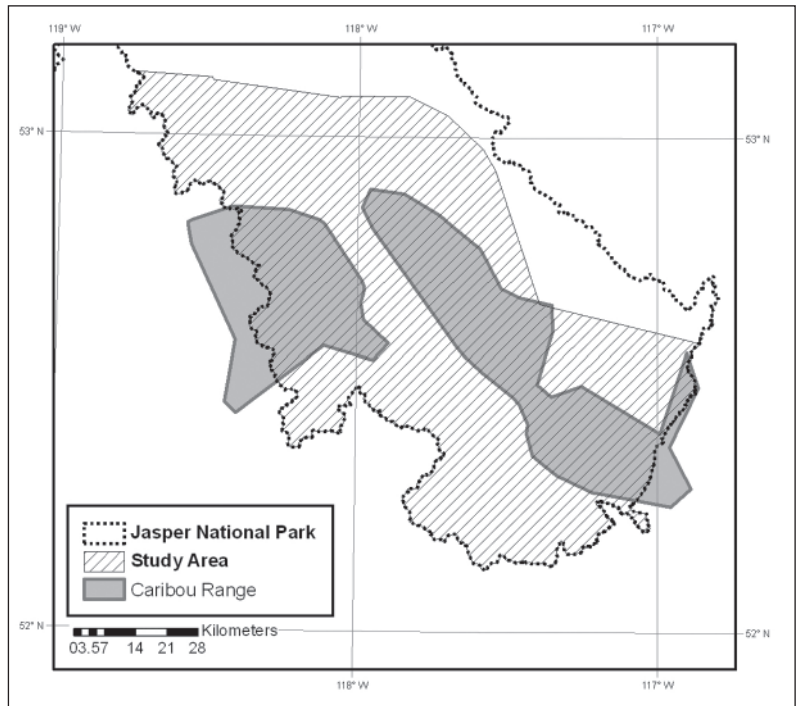 119° W 118° W 117° W
53° N 53° N
Jasper National Park
Study Area
Caribou Range
52° N Kilometers 52° N
03.57 14 21 28
118° W 117° W